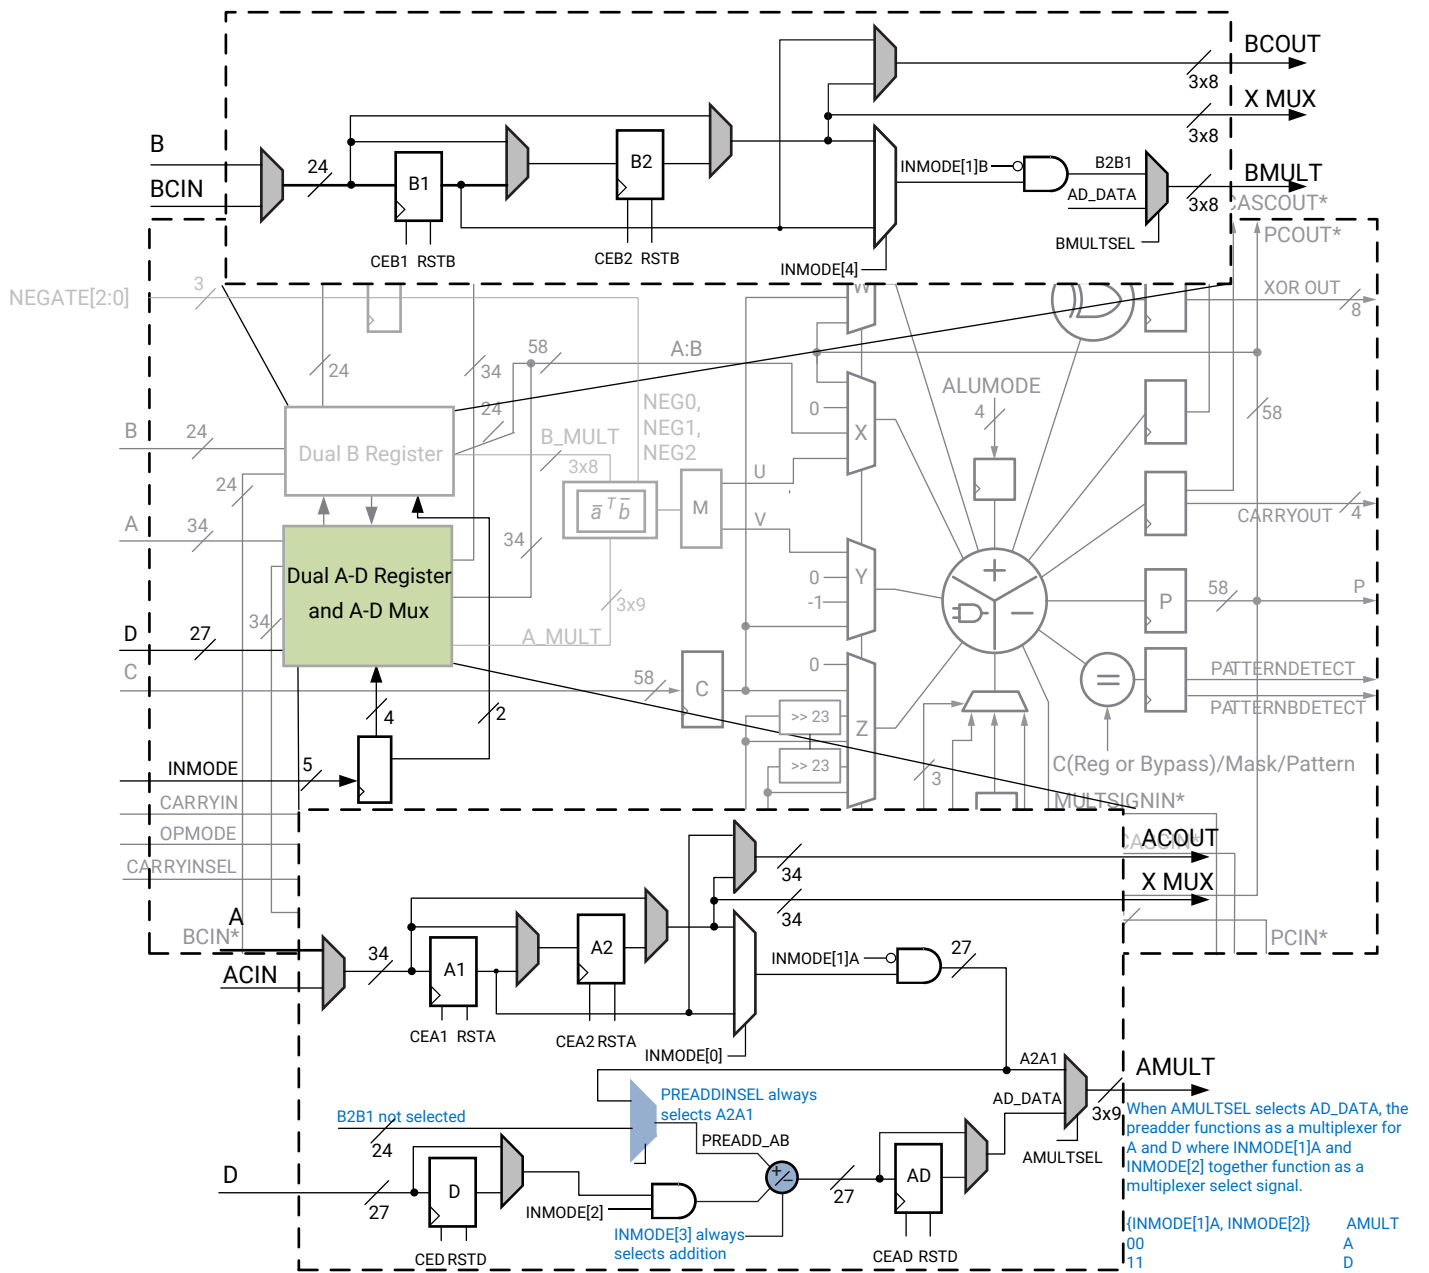 BCOUT
3x8
X MUX
3x8
B
BCIN
24
B1
B2
CEB1 RSTB
CEB2 RSTB
INMODE[1]B
B2B1
AD_DATA
BMULT
3x8
BMULTSEL
INMODE[4]
CASCOUT*
PCOUT*
NEGATE[2:0]
3
W
XOR OUT
8
24
34
58
A:B
ALUMODE
4
58
24
NEG0,
NEG1,
NEG2
0
X
B
24
Dual B Register
B_MULT
3x8
24
U
M
V
a T b
A
34
34
CARRYOUT
4
Dual A-D Register
and A-D Mux
0
Y
-1
+
−
P
58
P
34
3x9
A_MULT
D
27
C
58
C
0
=
PATTERNDETECT
PATTERNBDETECT
4
2
>> 23
Z
>> 23
INMODE
5
3
C(Reg or Bypass)/Mask/Pattern
CARRYIN
MULTSIGNIN*
OPMODE
CARRYINSEL
ACOUT
CASCIN*
34
X MUX
34
A
BCIN*
ACIN
34
A1
A2
CEA1 RSTA
CEA2 RSTA
INMODE[1]A
27
PCIN*
INMODE[0]
A2A1
AMULT
3x9
AD_DATA
AMULTSEL
PREADDINSEL always
selects A2A1
B2B1 not selected
24
PREADD_AB
When AMULTSEL selects AD_DATA, the
preadder functions as a multiplexer for
A and D where INMODE[1]A and
INMODE[2] together function as a
multiplexer select signal.
D
27
D
+/−
27
AD
INMODE[2]
INMODE[3] always
selects addition
CED RSTD
CEAD RSTD
{INMODE[1]A, INMODE[2]} AMULT
00 A
11 D